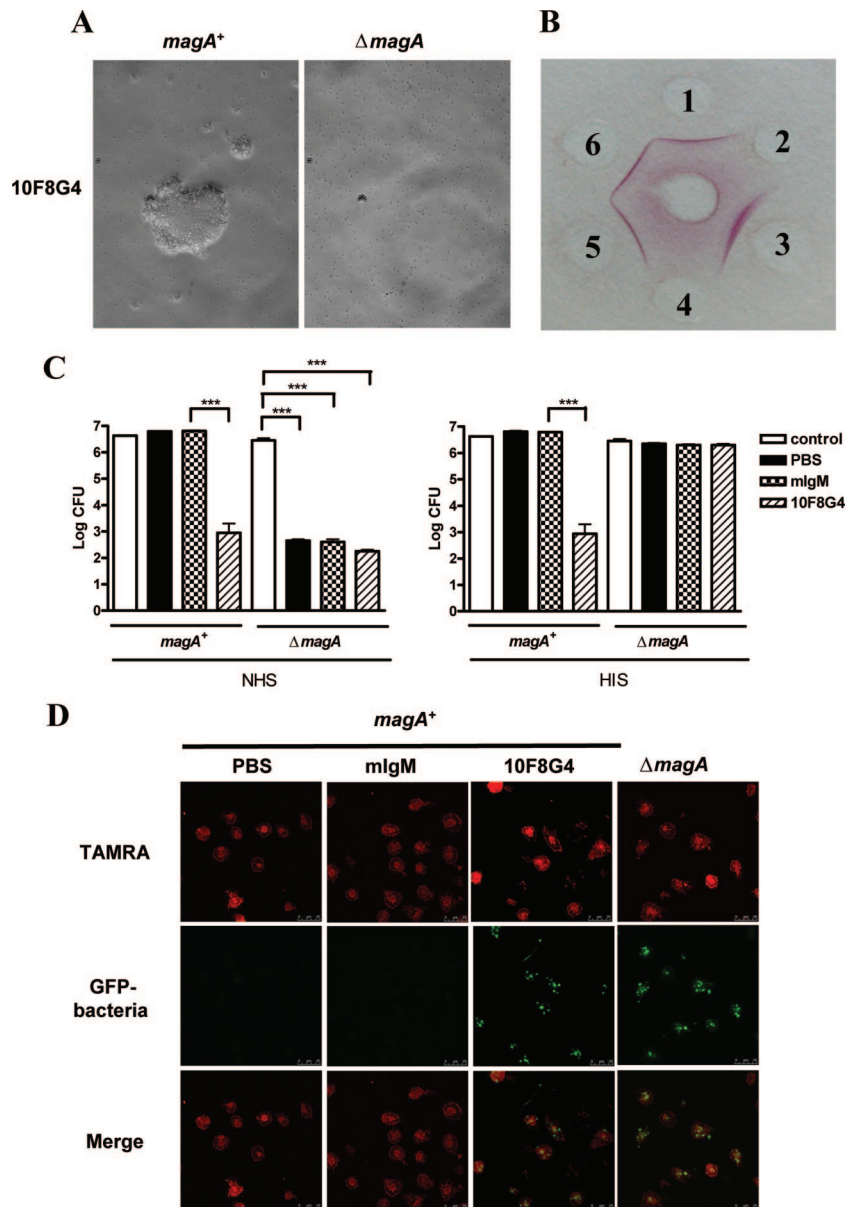 A
magA+
ΔmagA
10F8G4
B
1
2
3
4
5
6
C
***
***
***
***
7
6
5
4
3
2
1
0
Log CFU
magA+
ΔmagA
NHS
***
7
6
5
4
3
2
1
0
Log CFU
magA+
ΔmagA
HIS
control
PBS
mIgM
10F8G4
D
magA+
PBS
mIgM
10F8G4
ΔmagA
TAMRA
GFP-
bacteria
Merge